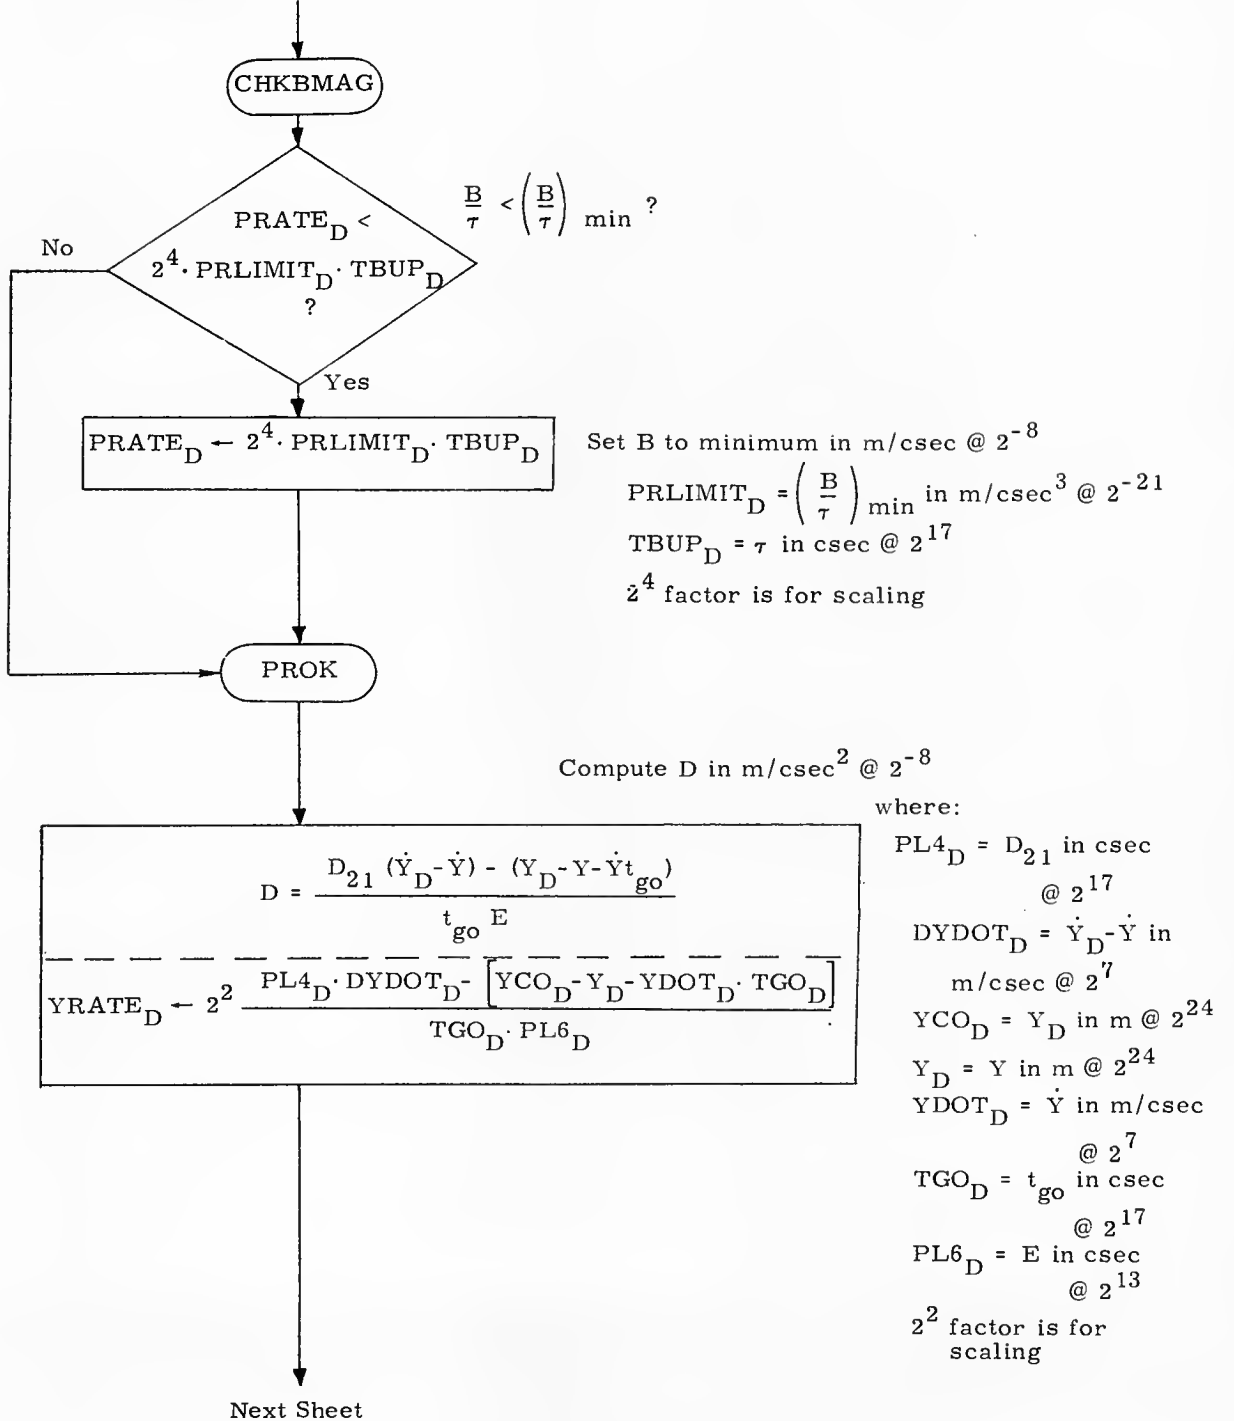 CHKBMAG
PRATE_D <
2^4 · PRLIMIT_D · TBUP_D
?
B/τ < (B/τ) min ?
No
Yes
PRATE_D ← 2^4 · PRLIMIT_D · TBUP_D
Set B to minimum in m/csec @ 2^-8
PRLIMIT_D = (B/τ) min in m/csec^3 @ 2^-21
TBUP_D = τ in csec @ 2^17
2^4 factor is for scaling
PROK
Compute D in m/csec^2 @ 2^-8
where:
D = (D_21 (Ẏ_D-Ẏ) - (Y_D-Y-Ẏt_go)) / (t_go E)
YRATE_D ← 2^2 (PL4_D · DYDOT_D - [YCO_D-Y_D-YDOT_D · TGO_D]) / (TGO_D · PL6_D)
PL4_D = D_21 in csec
@ 2^17
DYDOT_D = Ẏ_D-Ẏ in
m/csec @ 2^7
YCO_D = Y_D in m @ 2^24
Y_D = Y in m @ 2^24
YDOT_D = Ẏ in m/csec
@ 2^7
TGO_D = t_go in csec
@ 2^17
PL6_D = E in csec
@ 2^13
2^2 factor is for
scaling
Next Sheet